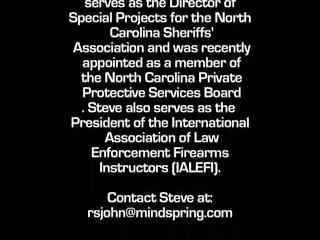 serves as the Director of
Special Projects for the North
Carolina Sheriffs'
Association and was recently
appointed as a member of
the North Carolina Private
Protective Services Board
. Steve also serves as the
President of the International
Association of Law
Enforcement Firearms
Instructors (IALEFI).
Contact Steve at:
rsjohn@mindspring.com